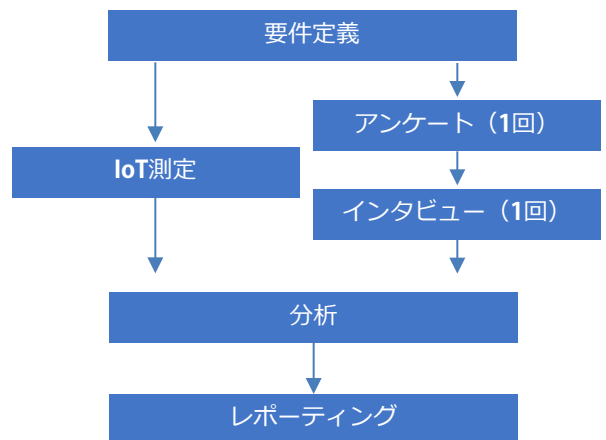 要件定義
アンケート（1回）
IoT測定
インタビュー（1回）
分析
レポーティング